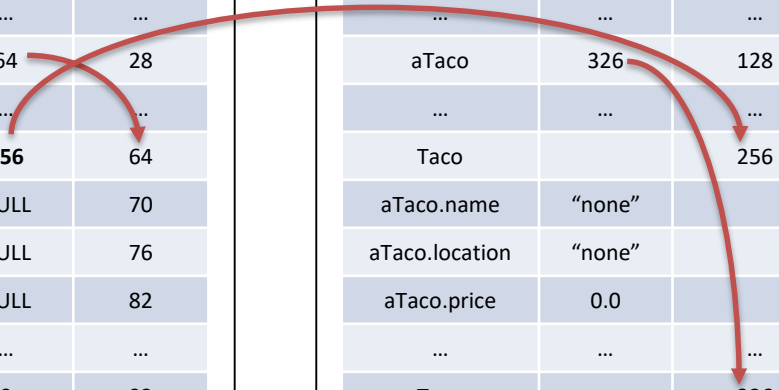 ... ... ... ... ...
28 aTaco 326 128
... ... ... ...
64 Taco 256
70 aTaco.name “none”
76 aTaco.location “none”
82 aTaco.price 0.0
... ... ... ... ...